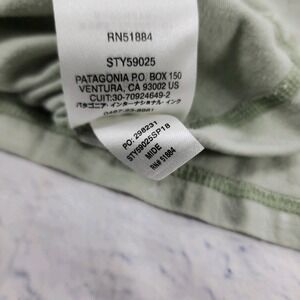 RN51884
STY59025
PATAGONIA P.O. BOX 150
VENTURA, CA 93002 US
CUIT:30-70924649-2
パタゴニア・インターナショナル・インク
PO: 298231
STY59025SP18
MIDE
RN# 51884